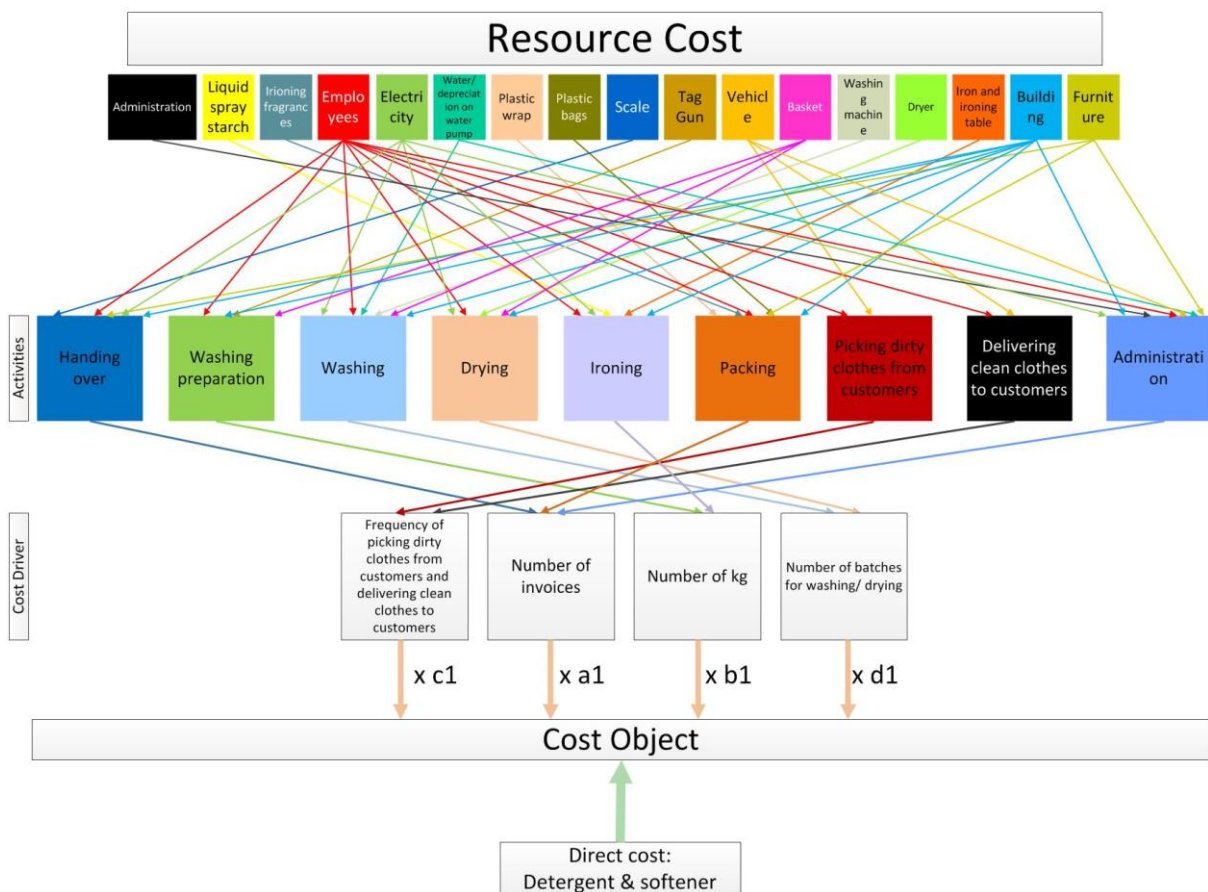 Resource Cost
Administration
Liquid
spray
starch
Irioning
fragranc
es
Emplo
yees
Electri
city
Water/
depreciat
ion on
water
pump
Plastic
wrap
Plastic
bags
Scale
Tag
Gun
Vehicl
e
Basket
Washin
g
machin
e
Dryer
Iron and
ironing
table
Buildi
ng
Furnit
ure
Activities
Handing
over
Washing
preparation
Washing
Drying
Ironing
Packing
Picking dirty
clothes from
customers
Delivering
clean clothes
to customers
Administrati
on
Cost Driver
Frequency of
picking dirty
clothes from
customers and
delivering clean
clothes to
customers
Number of
invoices
Number of kg
Number of batches
for washing/ drying
x c1
x a1
x b1
x d1
Cost Object
Direct cost:
Detergent & softener